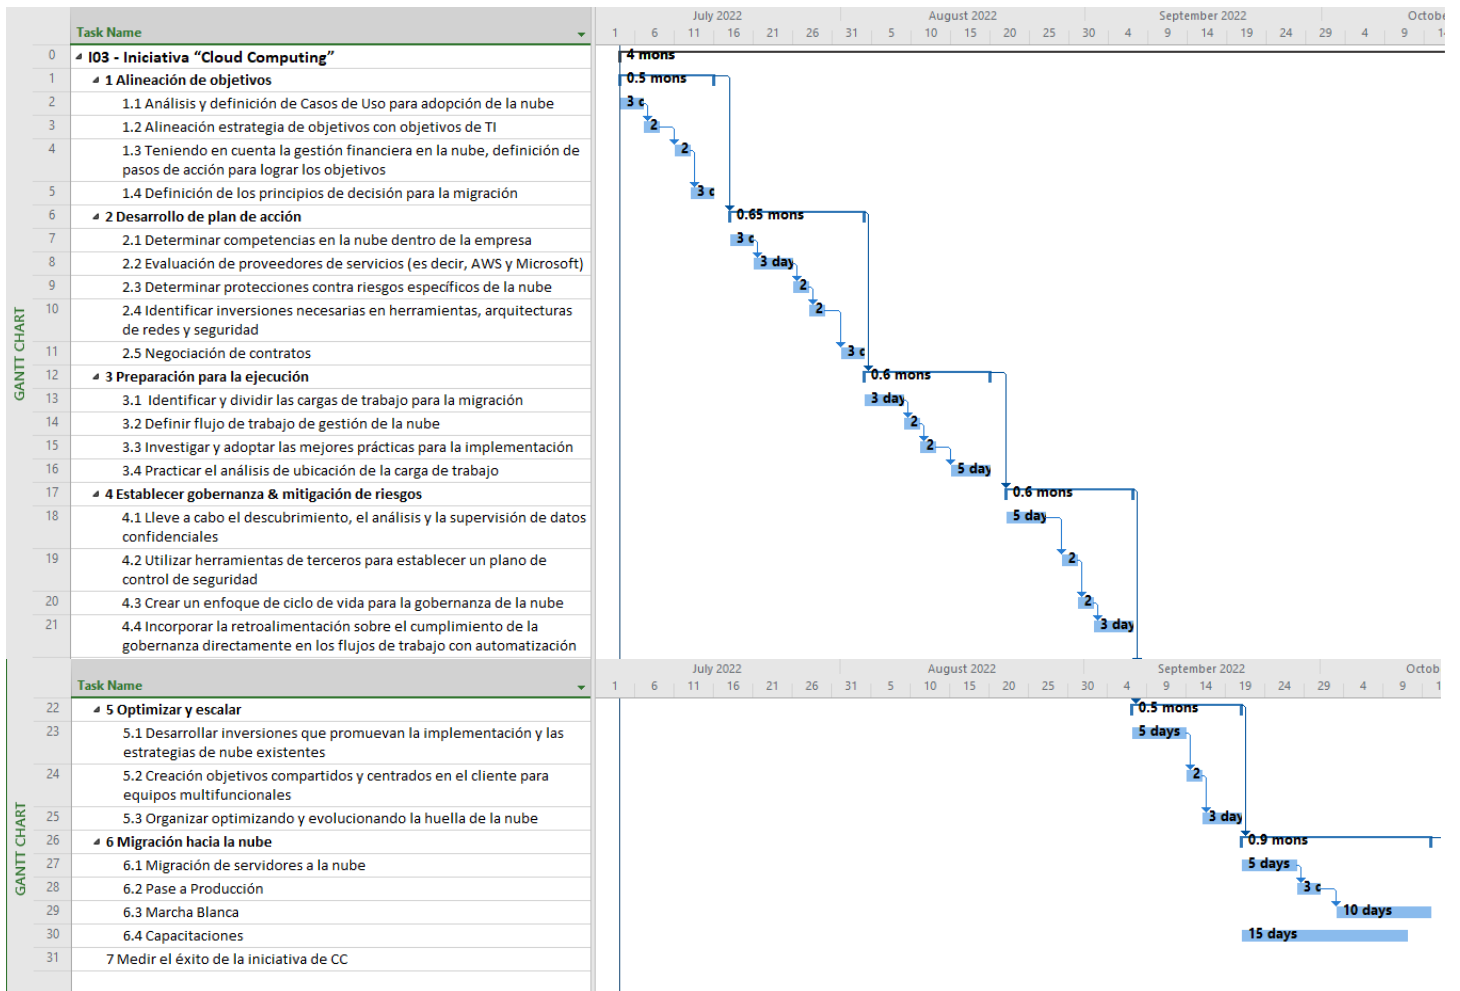 July 2022 August 2022 September 2022 Octobe
Task Name 1 6 11 16 21 26 31 5 10 15 20 25 30 4 9 14 19 24 29 4 9 1
0 I03 - Iniciativa “Cloud Computing” 4 mons
1 1 Alineación de objetivos 0.5 mons
2 1.1 Análisis y definición de Casos de Uso para adopción de la nube 3 d
3 1.2 Alineación estrategia de objetivos con objetivos de TI 2
4 1.3 Teniendo en cuenta la gestión financiera en la nube, definición de 2
pasos de acción para lograr los objetivos
5 1.4 Definición de los principios de decisión para la migración 3 d
6 2 Desarrollo de plan de acción 0.65 mons
7 2.1 Determinar competencias en la nube dentro de la empresa 3 d
8 2.2 Evaluación de proveedores de servicios (es decir, AWS y Microsoft) 3 day
9 2.3 Determinar protecciones contra riesgos específicos de la nube 2
10 2.4 Identificar inversiones necesarias en herramientas, arquitecturas 2
de redes y seguridad
11 2.5 Negociación de contratos 3 d
12 3 Preparación para la ejecución 0.6 mons
13 3.1 Identificar y dividir las cargas de trabajo para la migración 3 day
14 3.2 Definir flujo de trabajo de gestión de la nube 2
15 3.3 Investigar y adoptar las mejores prácticas para la implementación 2
16 3.4 Practicar el análisis de ubicación de la carga de trabajo 5 day
17 4 Establecer gobernanza & mitigación de riesgos 0.6 mons
18 4.1 Lleve a cabo el descubrimiento, el análisis y la supervisión de datos 5 day
confidenciales
19 4.2 Utilizar herramientas de terceros para establecer un plano de 2
control de seguridad
20 4.3 Crear un enfoque de ciclo de vida para la gobernanza de la nube 2
21 4.4 Incorporar la retroalimentación sobre el cumplimiento de la 3 day
gobernanza directamente en los flujos de trabajo con automatización
GANTT CHART
July 2022 August 2022 September 2022 Octob
Task Name 1 6 11 16 21 26 31 5 10 15 20 25 30 4 9 14 19 24 29 4 9 1
22 5 Optimizar y escalar 0.5 mons
23 5.1 Desarrollar inversiones que promuevan la implementación y las 5 days
estrategias de nube existentes
24 5.2 Creación objetivos compartidos y centrados en el cliente para 2
equipos multifuncionales
25 5.3 Organizar optimizando y evolucionando la huella de la nube 3 day
26 6 Migración hacia la nube 0.9 mons
27 6.1 Migración de servidores a la nube 5 days
28 6.2 Pase a Producción 3 d
29 6.3 Marcha Blanca 10 days
30 6.4 Capacitaciones 15 days
31 7 Medir el éxito de la iniciativa de CC
GANTT CHART